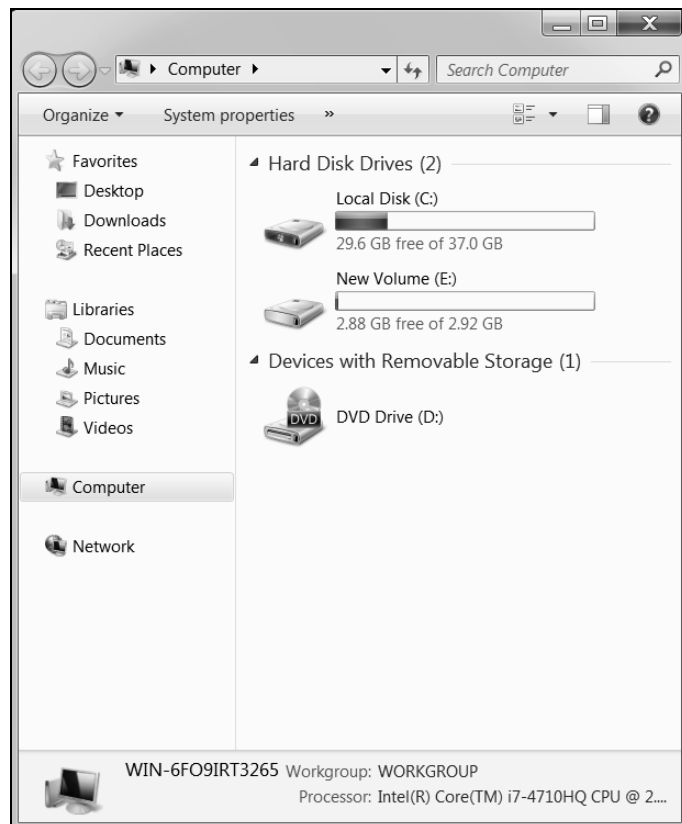 Computer
Search Computer
Organize
System properties
»
Favorites
Desktop
Downloads
Recent Places
Libraries
Documents
Music
Pictures
Videos
Computer
Network
Hard Disk Drives (2)
Local Disk (C:)
29.6 GB free of 37.0 GB
New Volume (E:)
2.88 GB free of 2.92 GB
Devices with Removable Storage (1)
DVD
DVD Drive (D:)
WIN-6FO9IRT3265 Workgroup: WORKGROUP
Processor: Intel(R) Core(TM) i7-4710HQ CPU @ 2....